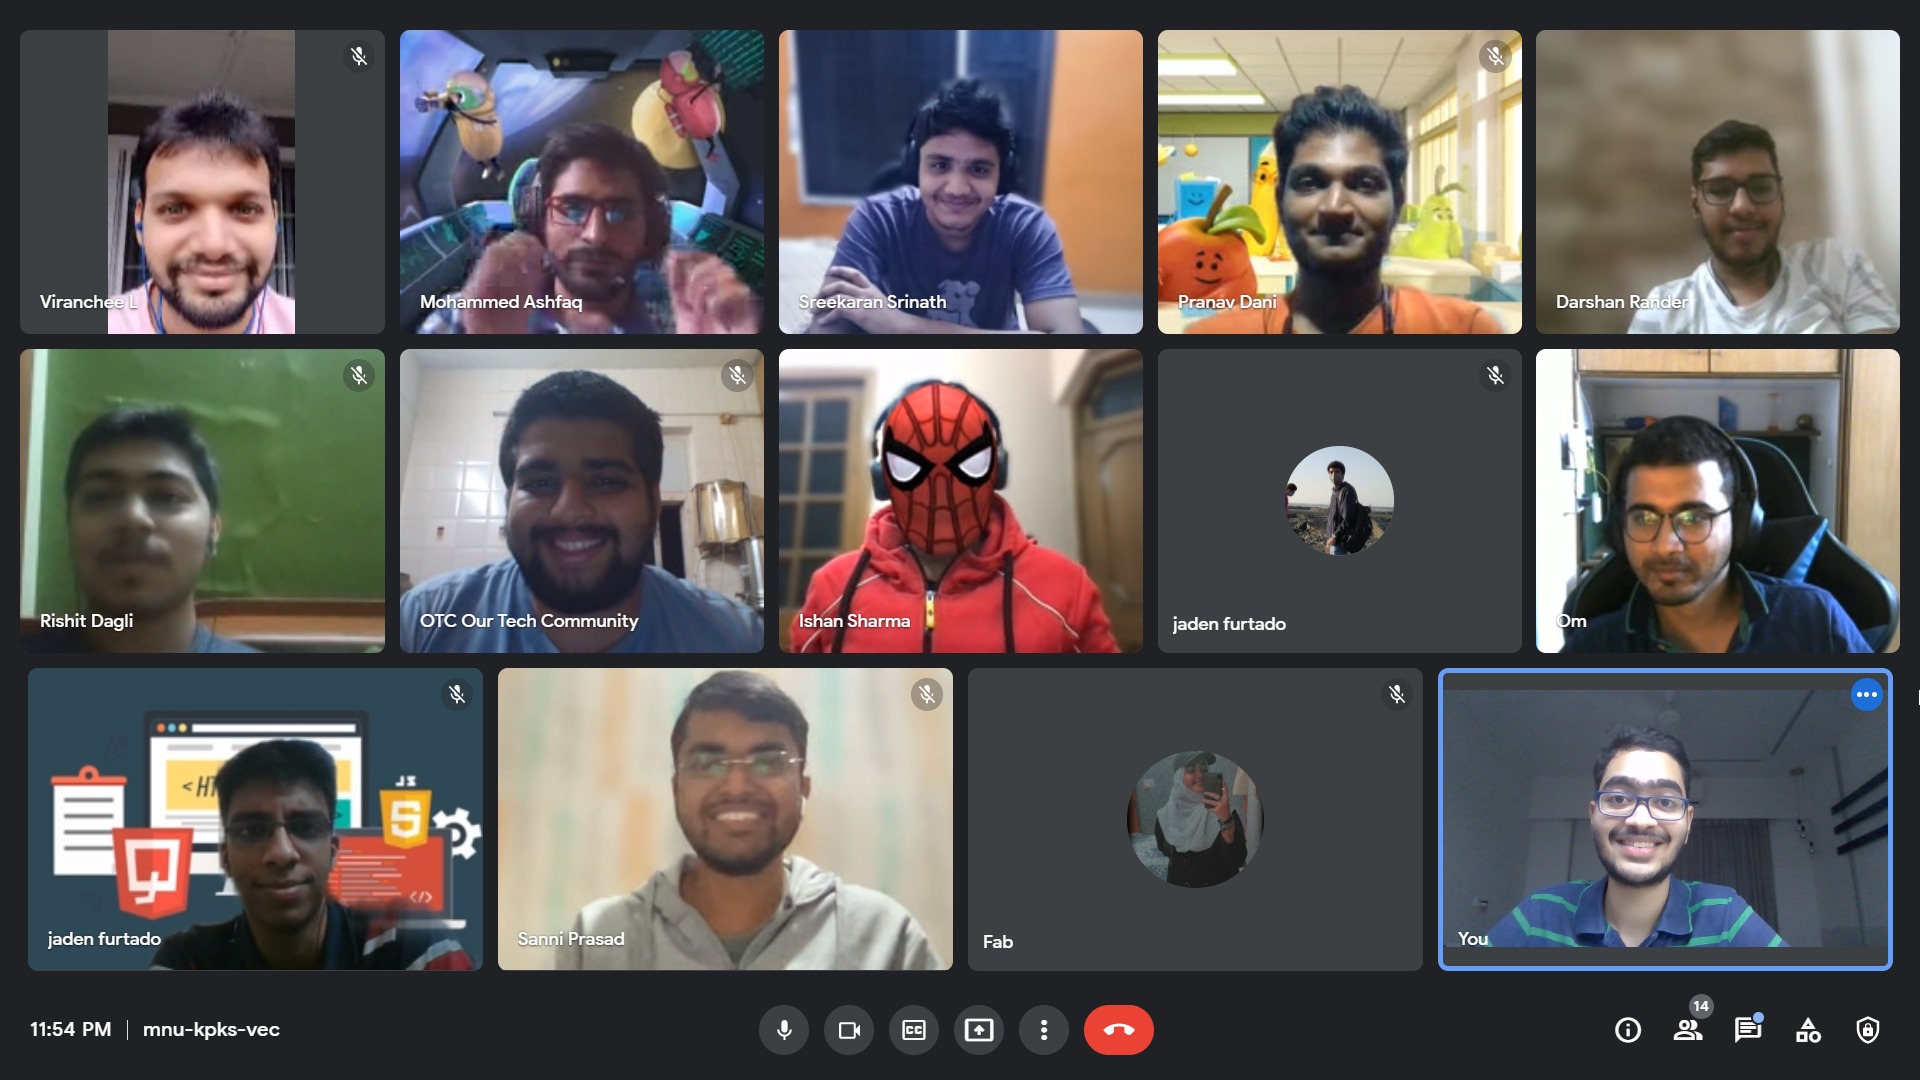 Viranchee L
Mohammed Ashfaq
Sreekaran Srinath
Pranav Dani
Darshan Rander
Rishit Dagli
OTC Our Tech Community
Ishan Sharma
jaden furtado
Om
<HT
JS
5
</>
jaden furtado
Sanni Prasad
Fab
You
11:54 PM | mnu-kpks-vec
CC
14